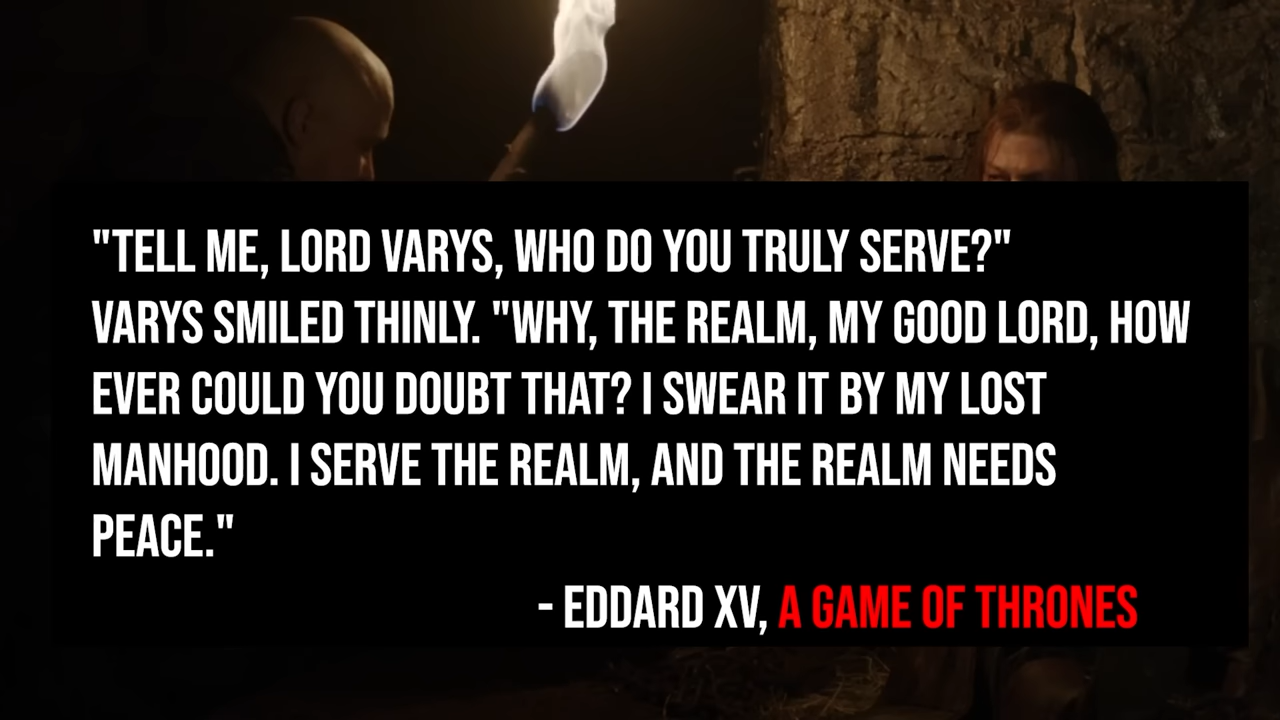 "TELL ME, LORD VARYS, WHO DO YOU TRULY SERVE?"
VARYS SMILED THINLY. "WHY, THE REALM, MY GOOD LORD, HOW
EVER COULD YOU DOUBT THAT? I SWEAR IT BY MY LOST
MANHOOD. I SERVE THE REALM, AND THE REALM NEEDS
PEACE."
- EDDARD XV, A GAME OF THRONES